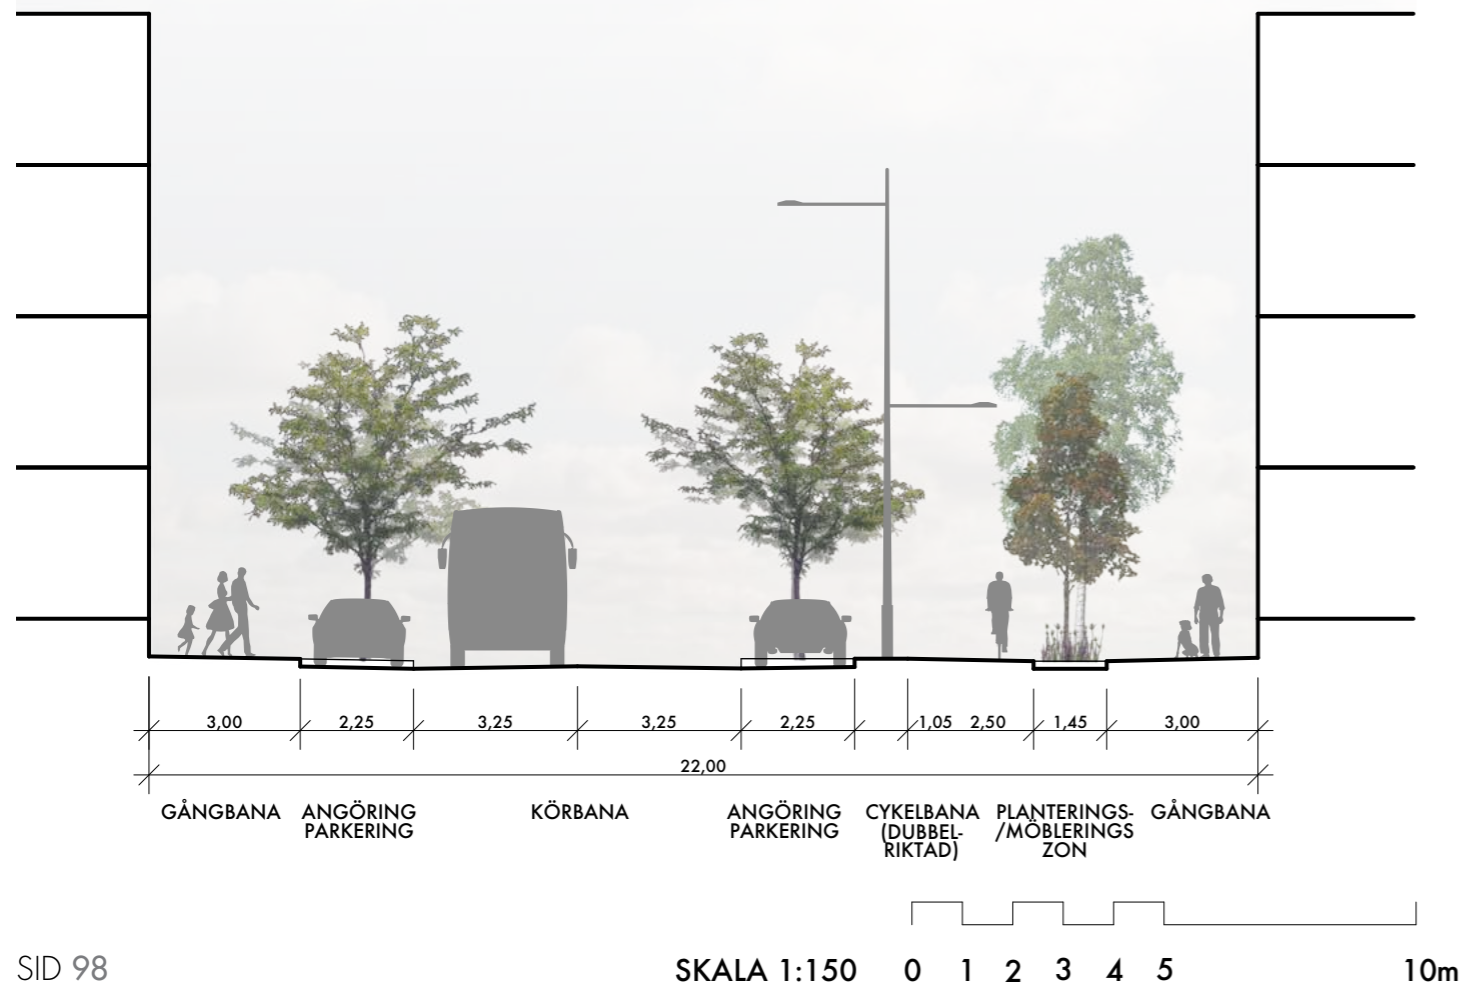 3,00 2,25 3,25 3,25 2,25 1,05 2,50 1,45 3,00
22,00
GÅNGBANA
ANGÖRING
PARKERING
KÖRBANA
ANGÖRING
PARKERING
CYKELBANA
(DUBBEL-
RIKTAD)
PLANTERINGS-
/MÖBLERINGS
ZON
GÅNGBANA
SID 98
SKALA 1:150 0 1 2 3 4 5 10m